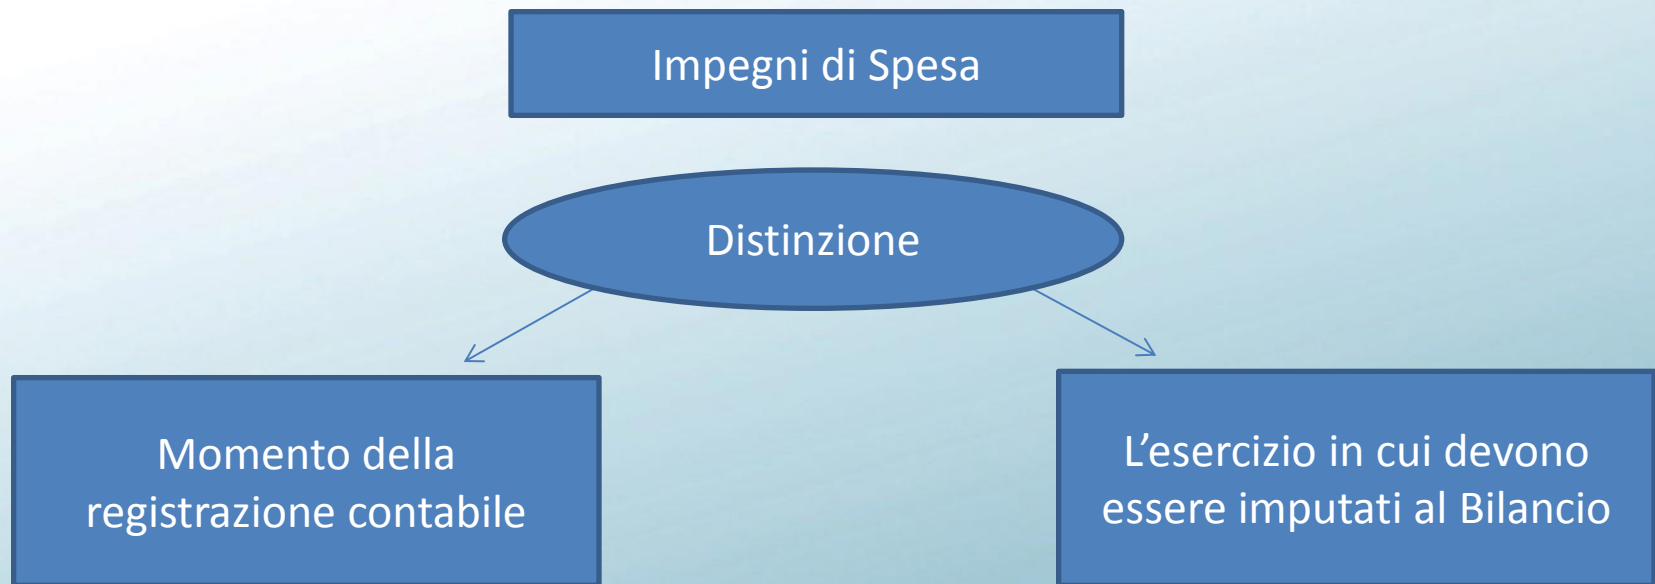 Impegni di Spesa
Distinzione
Momento della
registrazione contabile
L’esercizio in cui devono
essere imputati al Bilancio